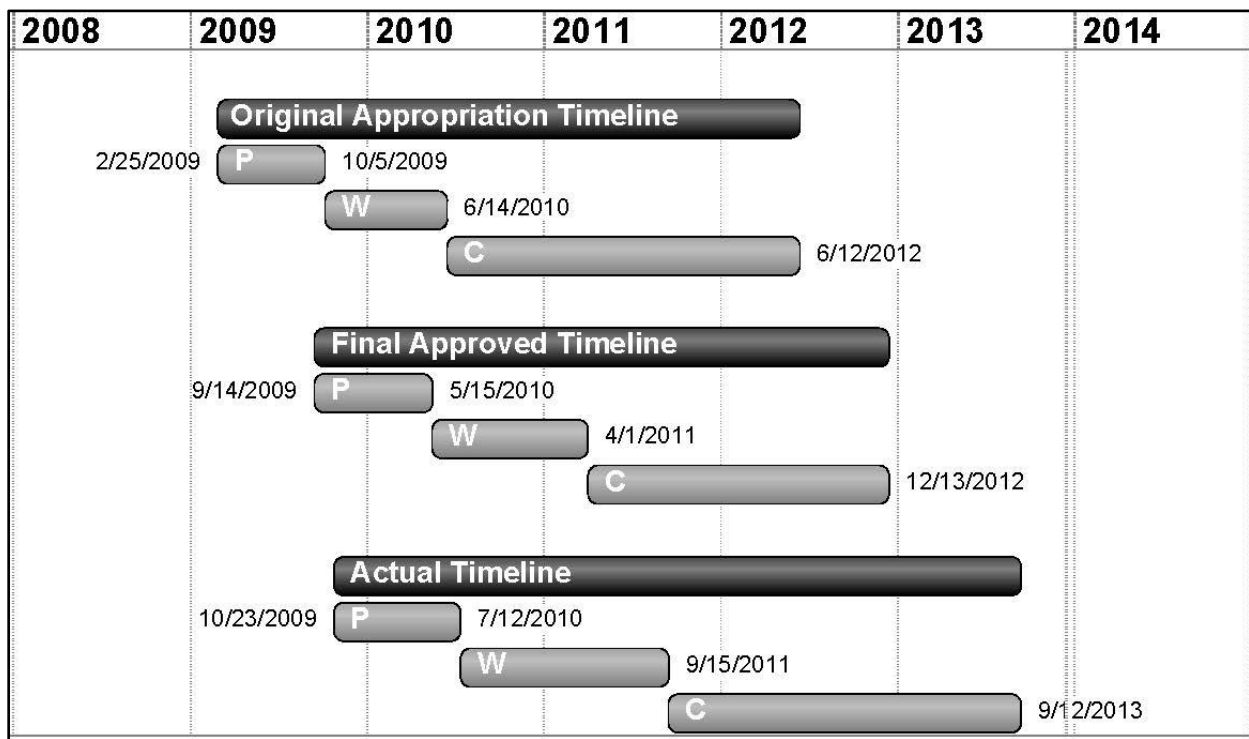 2008 2009 2010 2011 2012 2013 2014
Original Appropriation Timeline
2/25/2009 P 10/5/2009
W 6/14/2010
C 6/12/2012
Final Approved Timeline
9/14/2009 P 5/15/2010
W 4/1/2011
C 12/13/2012
Actual Timeline
10/23/2009 P 7/12/2010
W 9/15/2011
C 9/12/2013